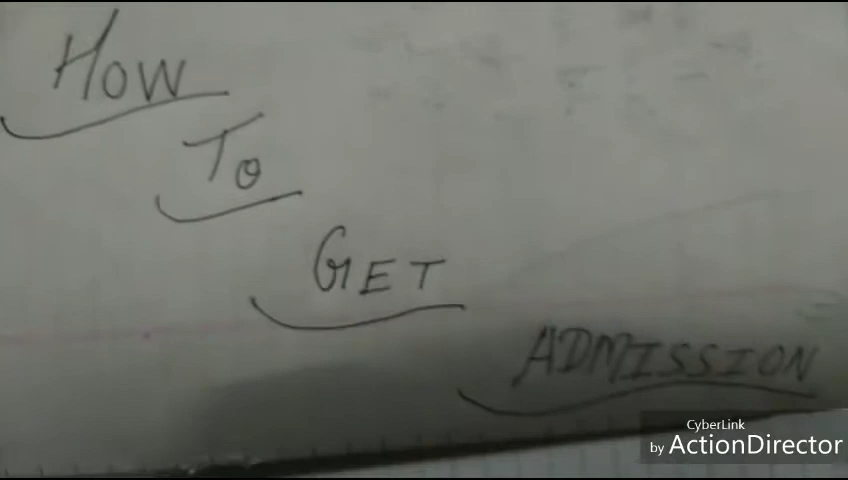 HOW
TO
GET
ADMISSION
CyberLink
by ActionDirector